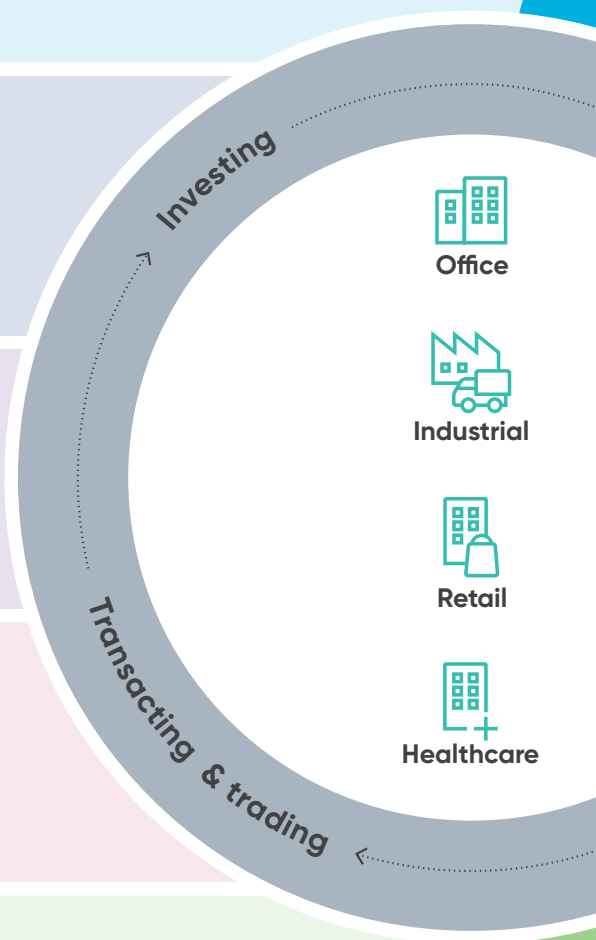 Investing
Office
Industrial
Retail
Healthcare
Transacting & trading